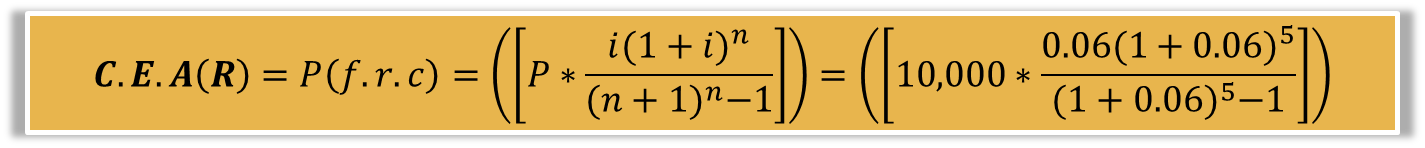 C.E.A(R) = P(f.r.c) = ([P * i(1 + i)^n / (n + 1)^n−1]) = ([10,000 * 0.06(1 + 0.06)^5 / (1 + 0.06)^5−1])